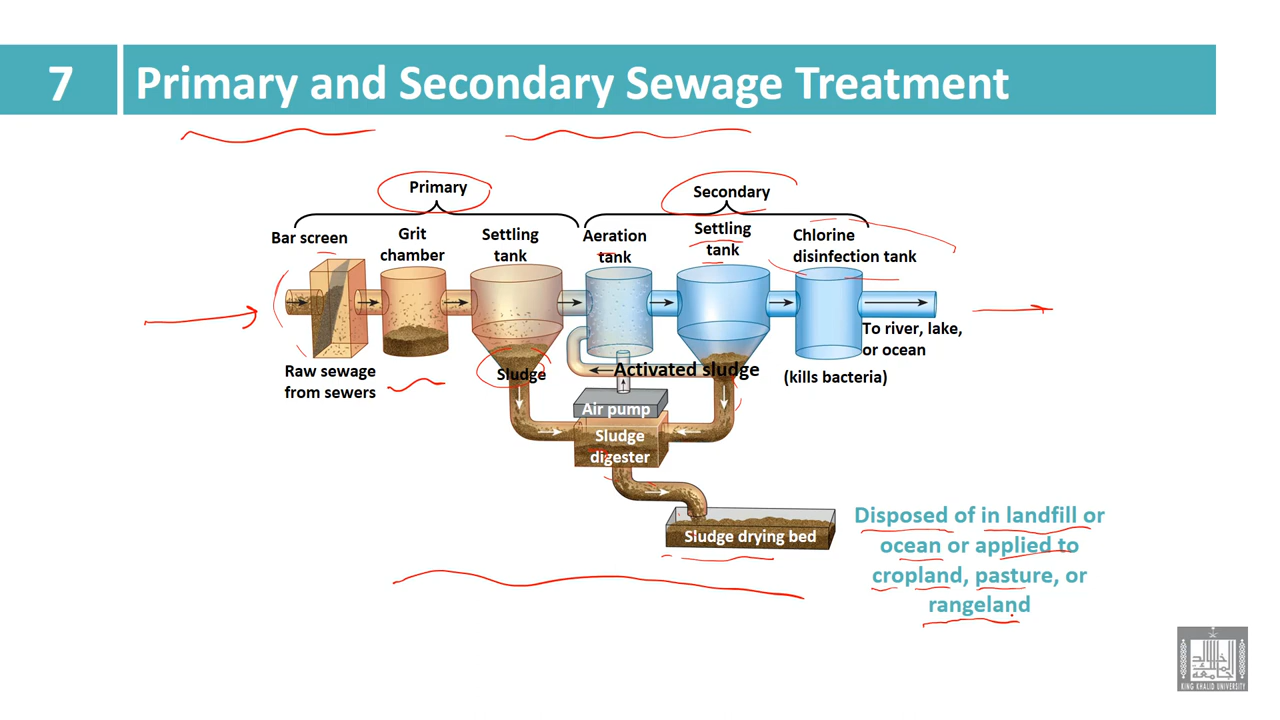 7
Primary and Secondary Sewage Treatment
Primary
Secondary
Bar screen
Grit
chamber
Settling
tank
Aeration
tank
Settling
tank
Chlorine
disinfection tank
To river, lake,
or ocean
Raw sewage
from sewers
Sludge
Activated sludge
(kills bacteria)
Air pump
Sludge
digester
Sludge drying bed
Disposed of in landfill or
ocean or applied to
cropland, pasture, or
rangeland
جامعة
الملك خالد
KING KHALID UNIVERSITY